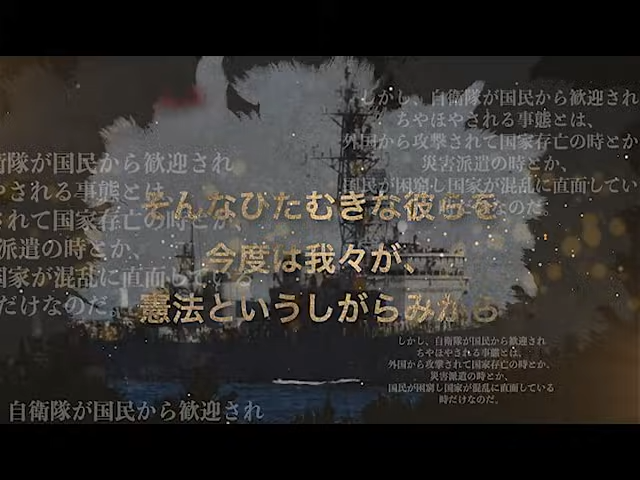 しかし、自衛隊が国民から歓迎され
ちやほやされる事態とは、
外国から攻撃されて国家存亡の時とか、
災害派遣の時とか、
国民が困窮し国家が混乱に直面してい
のだ。
衛隊が国民から歓迎され
やされる事態とは、
されて国家存亡の時とか、
派遣の時とか、
国家が混乱に直面している
だけなのだ。
そんなひたむきな彼らを
今度は我々が、
憲法というしがらみから
しかし、自衛隊が国民から歓迎され
ちやほやされる事態とは、
外国から攻撃されて国家存亡の時とか、
災害派遣の時とか、
国民が困窮し国家が混乱に直面している
時だけなのだ。
自衛隊が国民から歓迎され